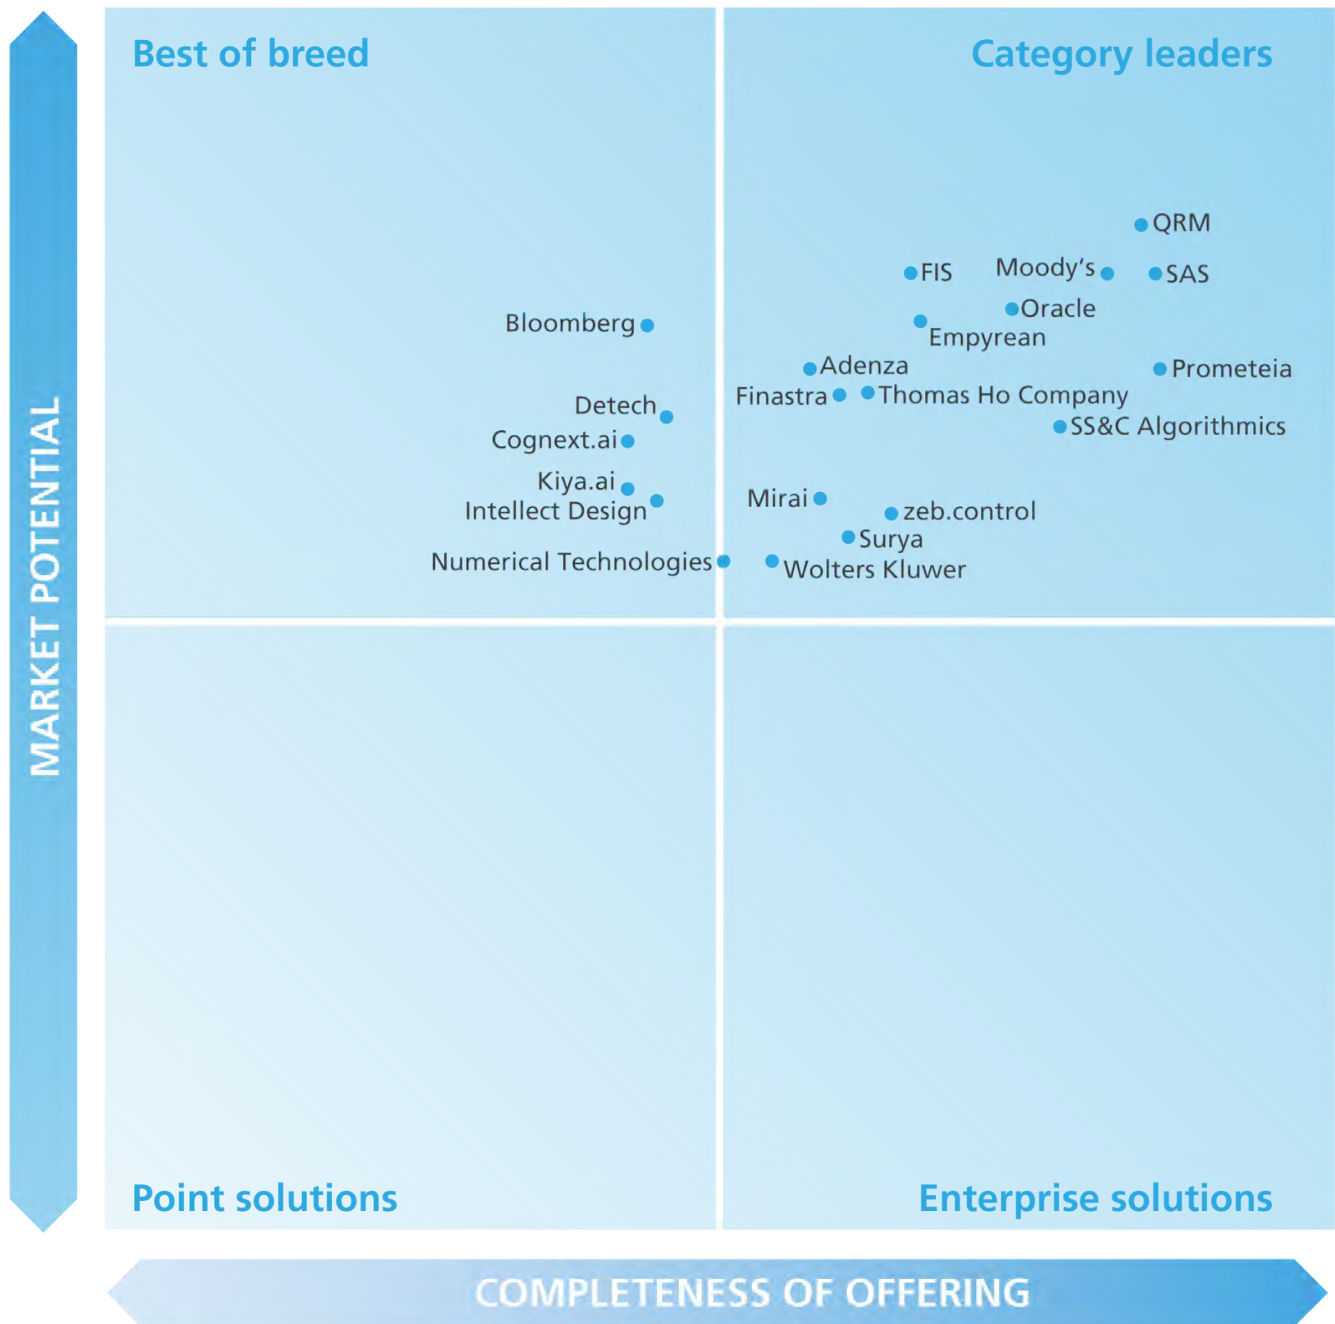 Best of breed
Category leaders
QRM
FIS
Moody's
SAS
Oracle
Bloomberg
Empyrean
Adenza
Prometeia
Finastra
Thomas Ho Company
Detech
SS&C Algorithmics
Cognext.ai
Kiya.ai
Mirai
Intellect Design
zeb.control
Surya
Numerical Technologies
Wolters Kluwer
MARKET POTENTIAL
Point solutions
Enterprise solutions
COMPLETENESS OF OFFERING